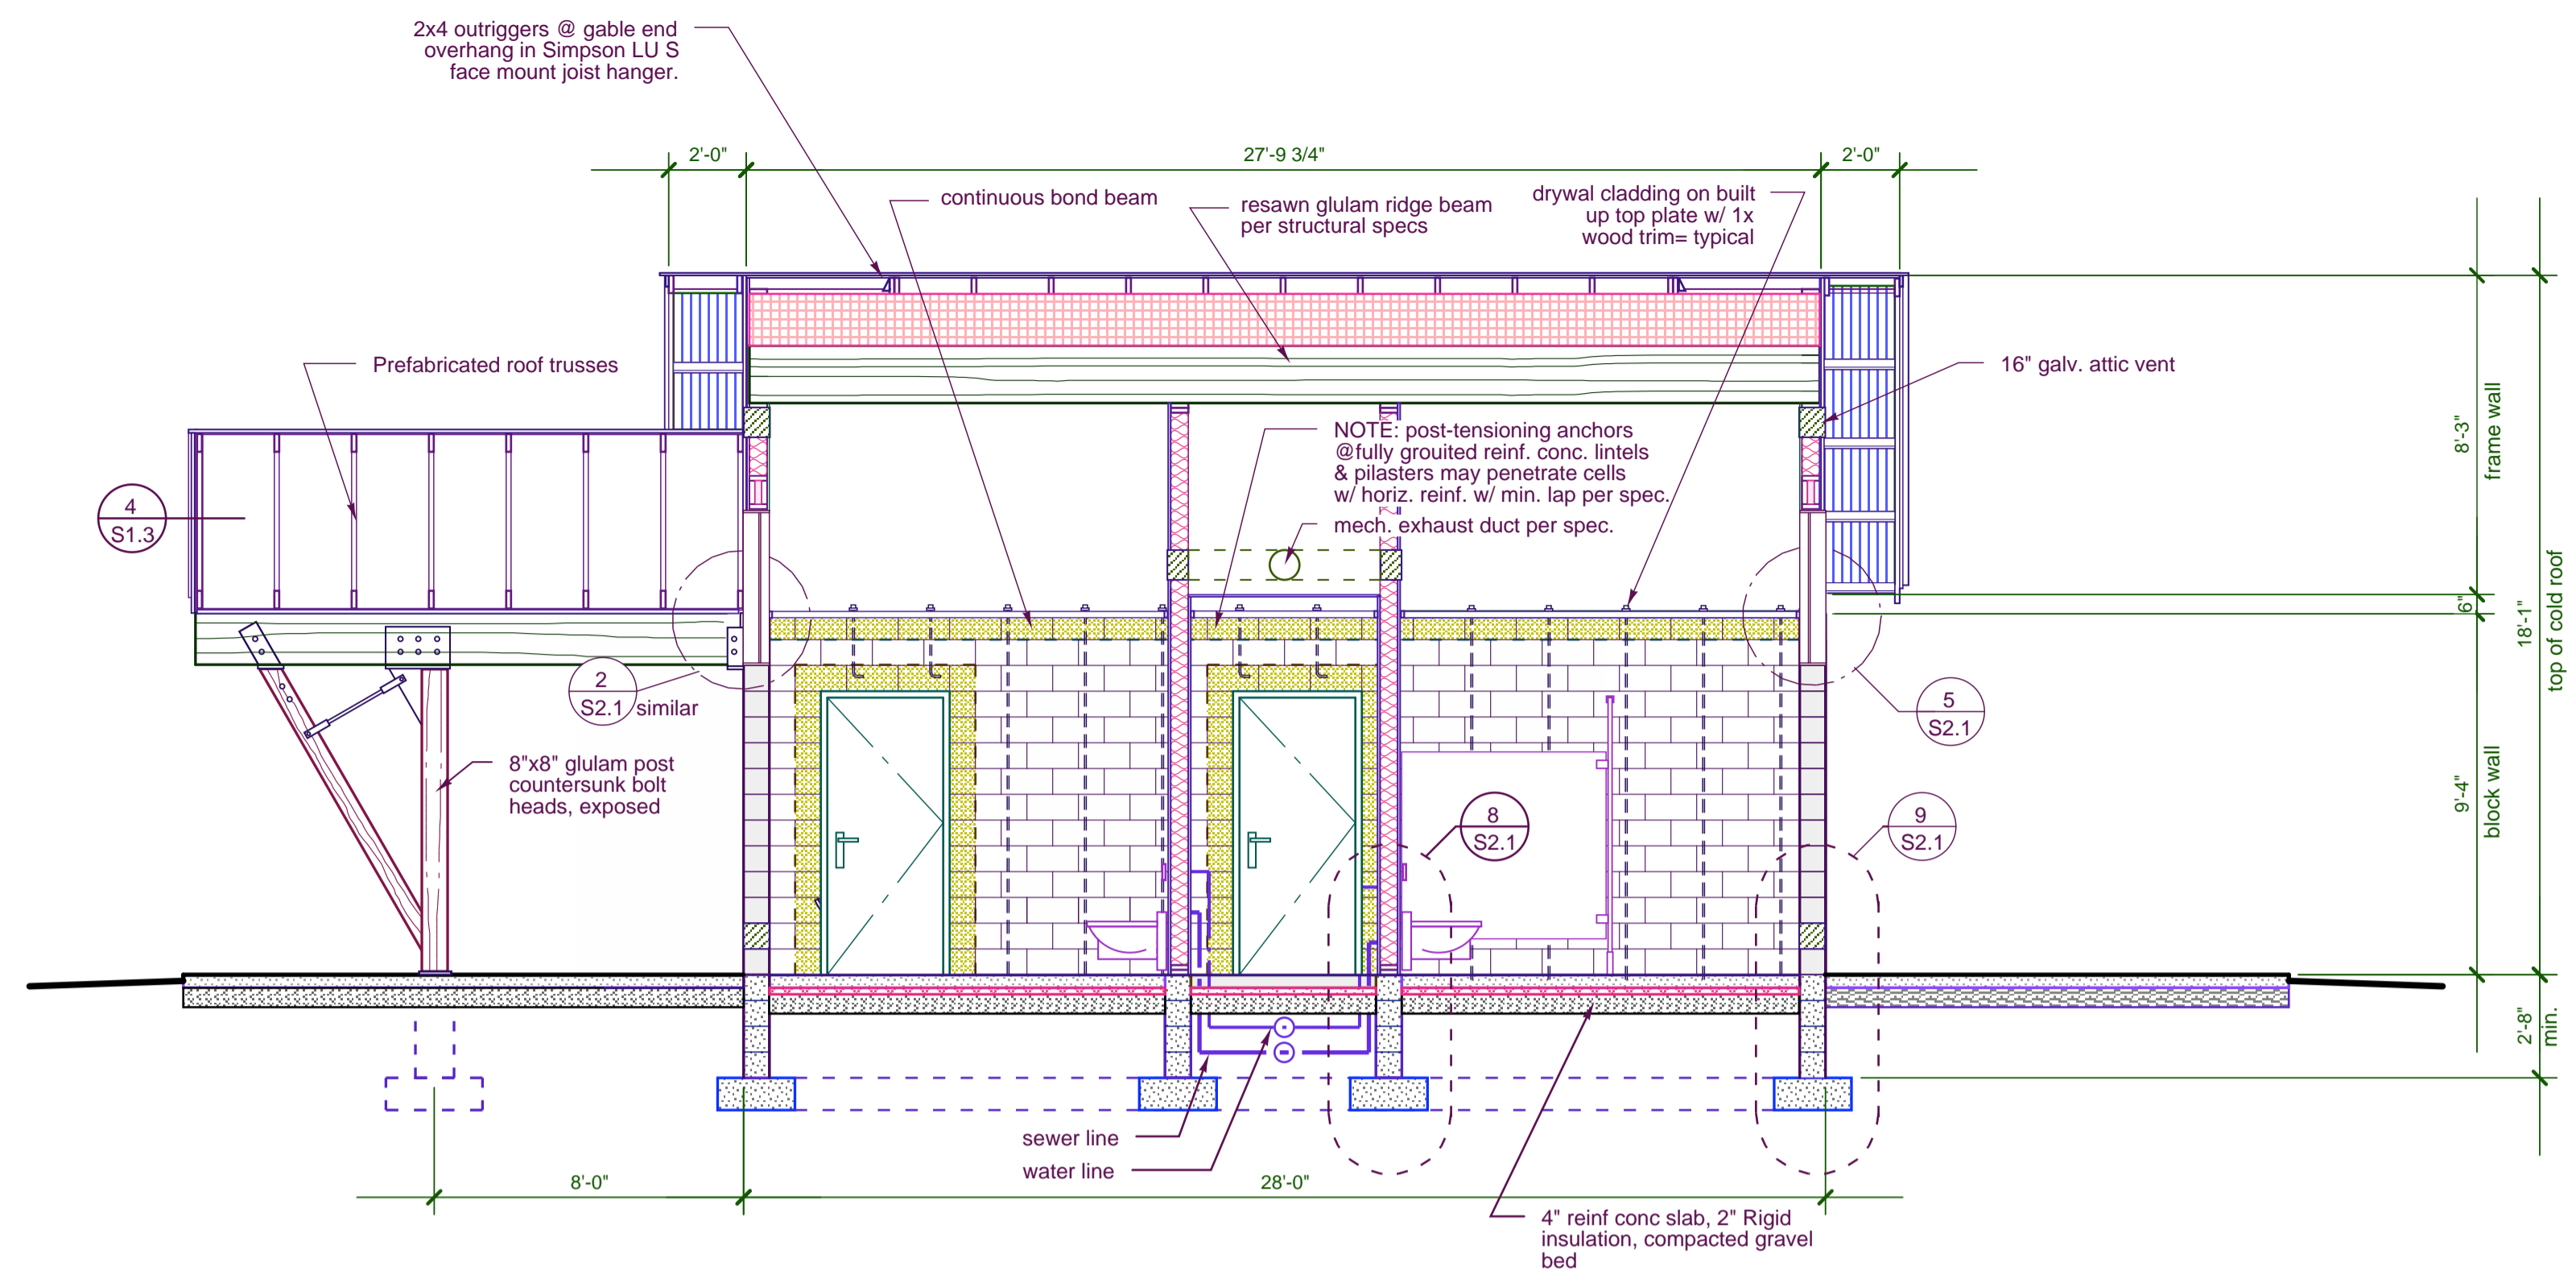 2x4 outriggers @ gable end
overhang in Simpson LU S
face mount joist hanger.
2'-0"
27'-9 3/4"
2'-0"
continuous bond beam
resawn glulam ridge beam
per structural specs
drywal cladding on built
up top plate w/ 1x
wood trim= typical
Prefabricated roof trusses
16" galv. attic vent
NOTE: post-tensioning anchors
@fully grouited reinf. conc. lintels
& pilasters may penetrate cells
w/ horiz. reinf. w/ min. lap per spec.
mech. exhaust duct per spec.
4
S1.3
2
S2.1 similar
5
S2.1
8"x8" glulam post
countersunk bolt
heads, exposed
8
S2.1
9
S2.1
8'-3"
frame wall
6"
18'-1"
top of cold roof
9'-4"
block wall
2'-8"
min.
sewer line
water line
8'-0"
28'-0"
4" reinf conc slab, 2" Rigid
insulation, compacted gravel
bed